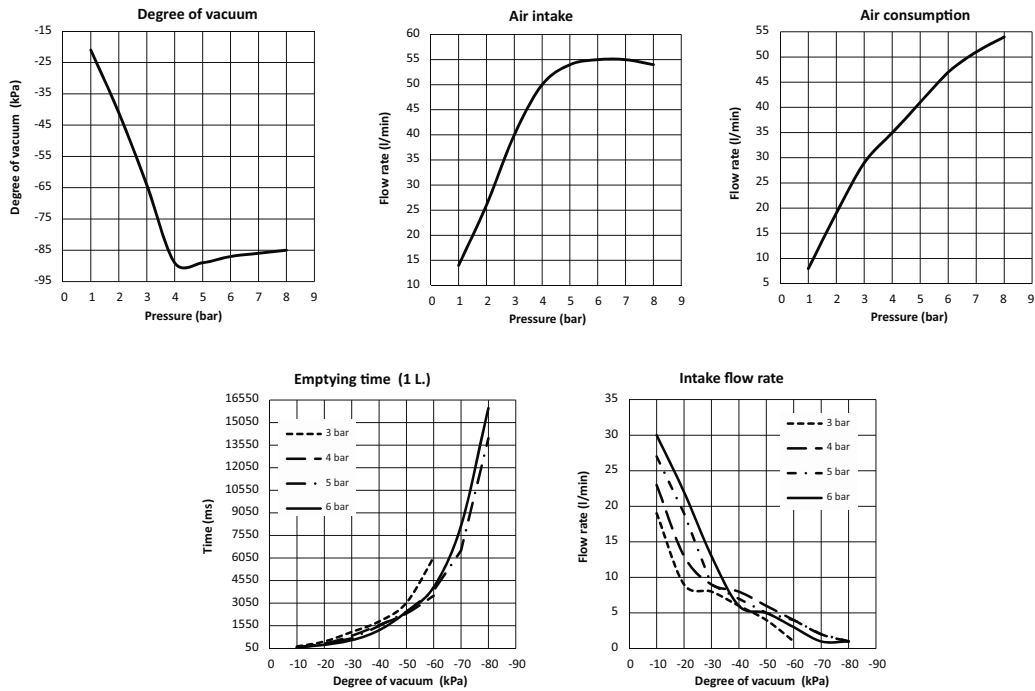 Degree of vacuum
-15
-25
-35
-45
-55
-65
-75
-85
-95
Degree of vacuum (kPa)
0 1 2 3 4 5 6 7 8 9
Pressure (bar)
Air intake
60
55
50
45
40
35
30
25
20
15
10
Flow rate (l/min)
0 1 2 3 4 5 6 7 8 9
Pressure (bar)
Air consumption
55
50
45
40
35
30
25
20
15
10
5
Flow rate (l/min)
0 1 2 3 4 5 6 7 8 9
Pressure (bar)
Emptying time (1 L.)
16550
15050
13550
12050
10550
9050
7550
6050
4550
3050
1550
50
Time (ms)
3 bar
4 bar
5 bar
6 bar
0 -10 -20 -30 -40 -50 -60 -70 -80 -90
Degree of vacuum (kPa)
Intake flow rate
35
30
25
20
15
10
5
0
Flow rate (l/min)
3 bar
4 bar
5 bar
6 bar
0 -10 -20 -30 -40 -50 -60 -70 -80 -90
Degree of vacuum (kPa)